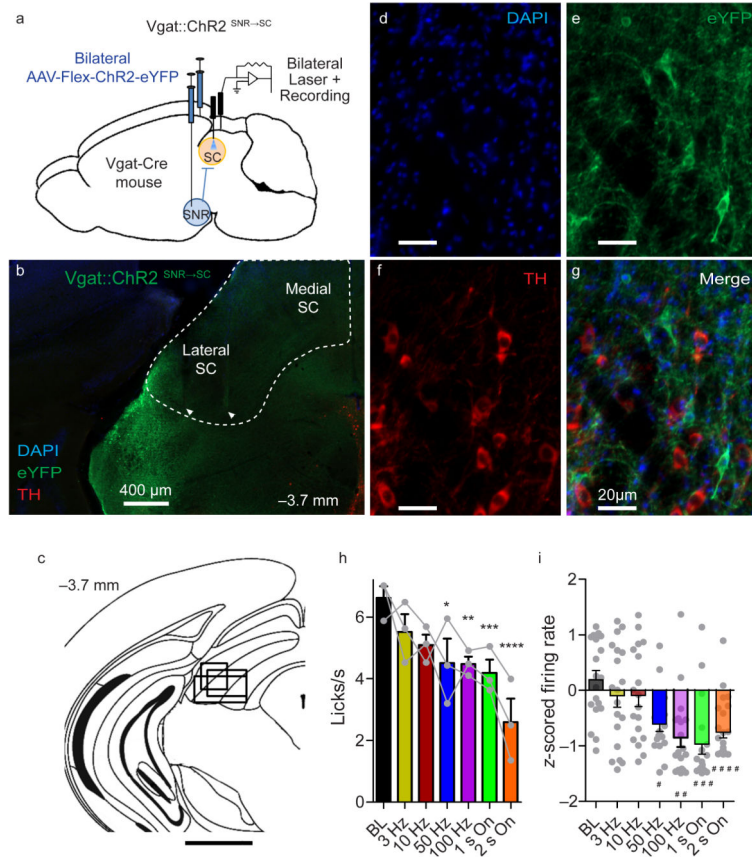 a
Vgat::ChR2 SNR→SC
Bilateral
AAV-Flex-ChR2-eYFP
Bilateral
Laser +
Recording
Vgat-Cre
mouse
SC
SNR
b
Vgat::ChR2 SNR→SC
Medial
SC
Lateral
SC
DAPI
eYFP
TH
400 µm
–3.7 mm
c
–3.7 mm
d
DAPI
e
eYFP
f
TH
g
Merge
20µm
h
Licks/s
6
4
2
0
*
**
***
****
BL
3 Hz
10 Hz
50 Hz
100 Hz
1 s On
2 s On
i
z-scored firing rate
2
1
0
–1
–2
#
# #
# # #
# # # #
BL
3 Hz
10 Hz
50 Hz
100 Hz
1 s On
2 s On